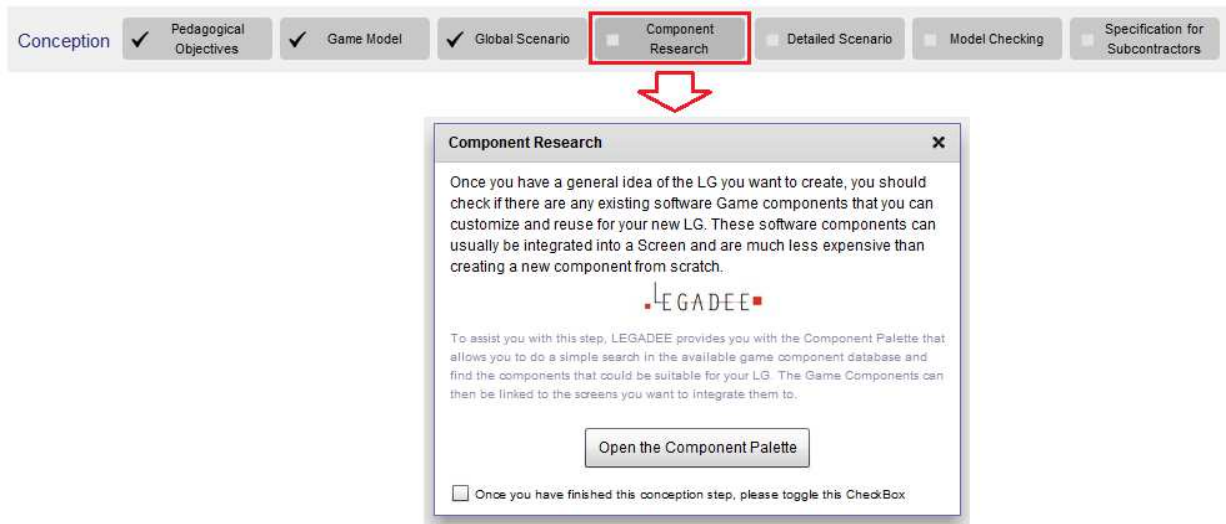 Conception
Pedagogical
Objectives
Game Model
Global Scenario
Component
Research
Detailed Scenario
Model Checking
Specification for
Subcontractors
Component Research
Once you have a general idea of the LG you want to create, you should
check if there are any existing software Game components that you can
customize and reuse for your new LG. These software components can
usually be integrated into a Screen and are much less expensive than
creating a new component from scratch.
LEGADEE
To assist you with this step, LEGADEE provides you with the Component Palette that
allows you to do a simple search in the available game component database and
find the components that could be suitable for your LG. The Game Components can
then be linked to the screens you want to integrate them to.
Open the Component Palette
Once you have finished this conception step, please toggle this CheckBox